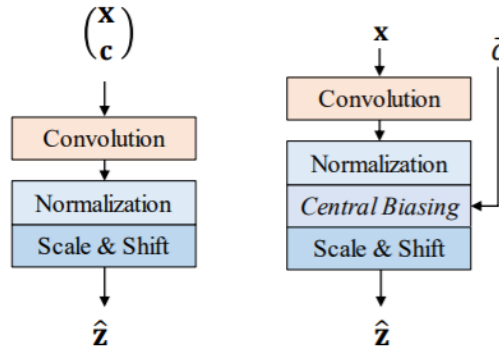 x
c
Convolution
Normalization
Scale & Shift
ẑ
x
Convolution
Normalization
Central Biasing
Scale & Shift
ẑ